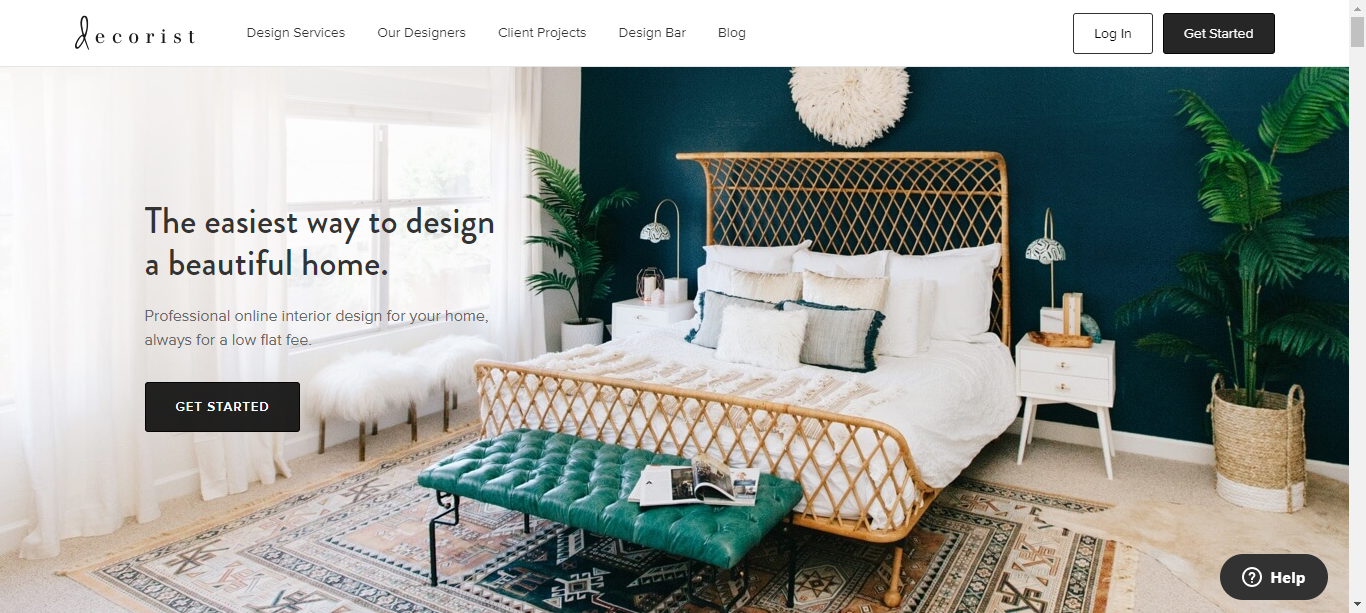 decorist
Design Services
Our Designers
Client Projects
Design Bar
Blog
Log In
Get Started
The easiest way to design
a beautiful home.
Professional online interior design for your home,
always for a low flat fee.
GET STARTED
Help